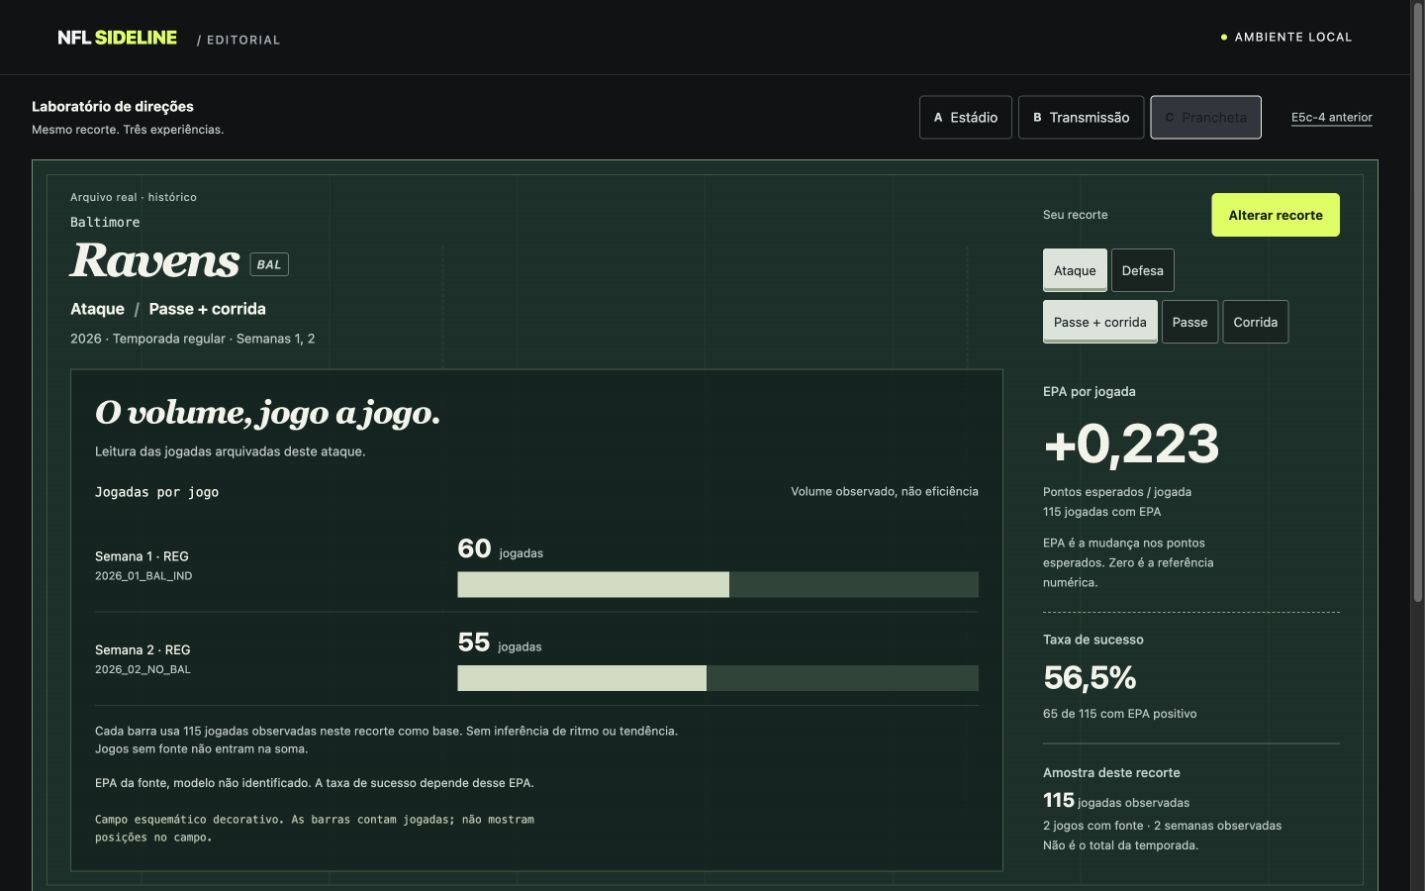 NFL SIDELINE / EDITORIAL
AMBIENTE LOCAL
Laboratório de direções
Mesmo recorte. Três experiências.
A Estádio
B Transmissão
C Prancheta
E5c-4 anterior
Arquivo real · histórico
Baltimore
Ravens BAL
Ataque / Passe + corrida
2026 · Temporada regular · Semanas 1, 2
Seu recorte
Alterar recorte
Ataque
Defesa
Passe + corrida
Passe
Corrida
O volume, jogo a jogo.
Leitura das jogadas arquivadas deste ataque.
Jogadas por jogo
Volume observado, não eficiência
Semana 1 · REG
2026_01_BAL_IND
60 jogadas
Semana 2 · REG
2026_02_NO_BAL
55 jogadas
Cada barra usa 115 jogadas observadas neste recorte como base. Sem inferência de ritmo ou tendência.
Jogos sem fonte não entram na soma.
EPA da fonte, modelo não identificado. A taxa de sucesso depende desse EPA.
Campo esquemático decorativo. As barras contam jogadas; não mostram
posições no campo.
EPA por jogada
+0,223
Pontos esperados / jogada
115 jogadas com EPA
EPA é a mudança nos pontos
esperados. Zero é a referência
numérica.
Taxa de sucesso
56,5%
65 de 115 com EPA positivo
Amostra deste recorte
115 jogadas observadas
2 jogos com fonte · 2 semanas observadas
Não é o total da temporada.